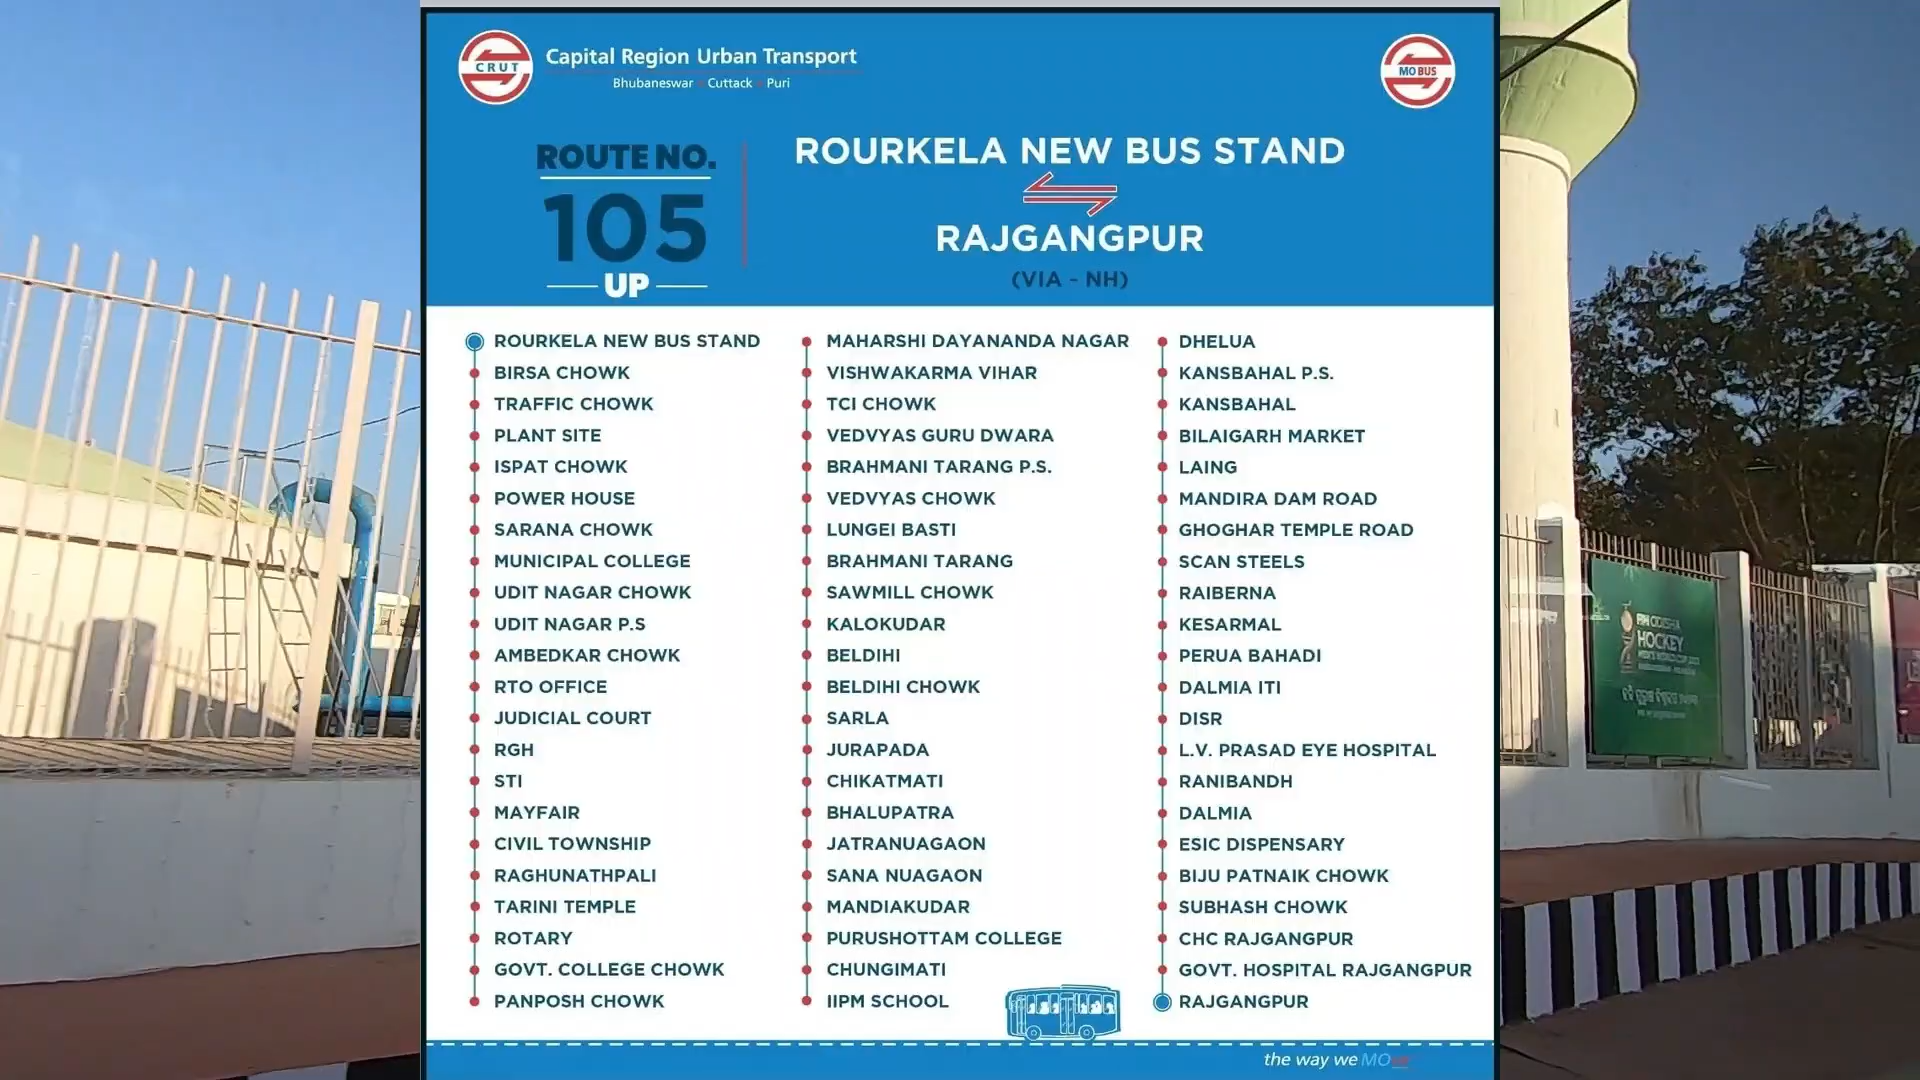 CRUT
Capital Region Urban Transport
Bhubaneswar Cuttack Puri
MO BUS
ROUTE NO.
105
UP
ROURKELA NEW BUS STAND
RAJGANGPUR
(VIA - NH)
ROURKELA NEW BUS STAND
BIRSA CHOWK
TRAFFIC CHOWK
PLANT SITE
ISPAT CHOWK
POWER HOUSE
SARANA CHOWK
MUNICIPAL COLLEGE
UDIT NAGAR CHOWK
UDIT NAGAR P.S
AMBEDKAR CHOWK
RTO OFFICE
JUDICIAL COURT
RGH
STI
MAYFAIR
CIVIL TOWNSHIP
RAGHUNATHPALI
TARINI TEMPLE
ROTARY
GOVT. COLLEGE CHOWK
PANPOSH CHOWK
MAHARSHI DAYANANDA NAGAR
VISHWAKARMA VIHAR
TCI CHOWK
VEDVYAS GURU DWARA
BRAHMANI TARANG P.S.
VEDVYAS CHOWK
LUNGEI BASTI
BRAHMANI TARANG
SAWMILL CHOWK
KALOKUDAR
BELDIHI
BELDIHI CHOWK
SARLA
JURAPADA
CHIKATMATI
BHALUPATRA
JATRANUAGAON
SANA NUAGAON
MANDIAKUDAR
PURUSHOTTAM COLLEGE
CHUNGIMATI
IIPM SCHOOL
DHELUA
KANSBAHAL P.S.
KANSBAHAL
BILAIGARH MARKET
LAING
MANDIRA DAM ROAD
GHOGHAR TEMPLE ROAD
SCAN STEELS
RAIBERNA
KESARMAL
PERUA BAHADI
DALMIA ITI
DISR
L.V. PRASAD EYE HOSPITAL
RANIBANDH
DALMIA
ESIC DISPENSARY
BIJU PATNAIK CHOWK
SUBHASH CHOWK
CHC RAJGANGPUR
GOVT. HOSPITAL RAJGANGPUR
RAJGANGPUR
the way we MO
FIH ODISHA
HOCKEY
MEN'S WORLD CUP 2023